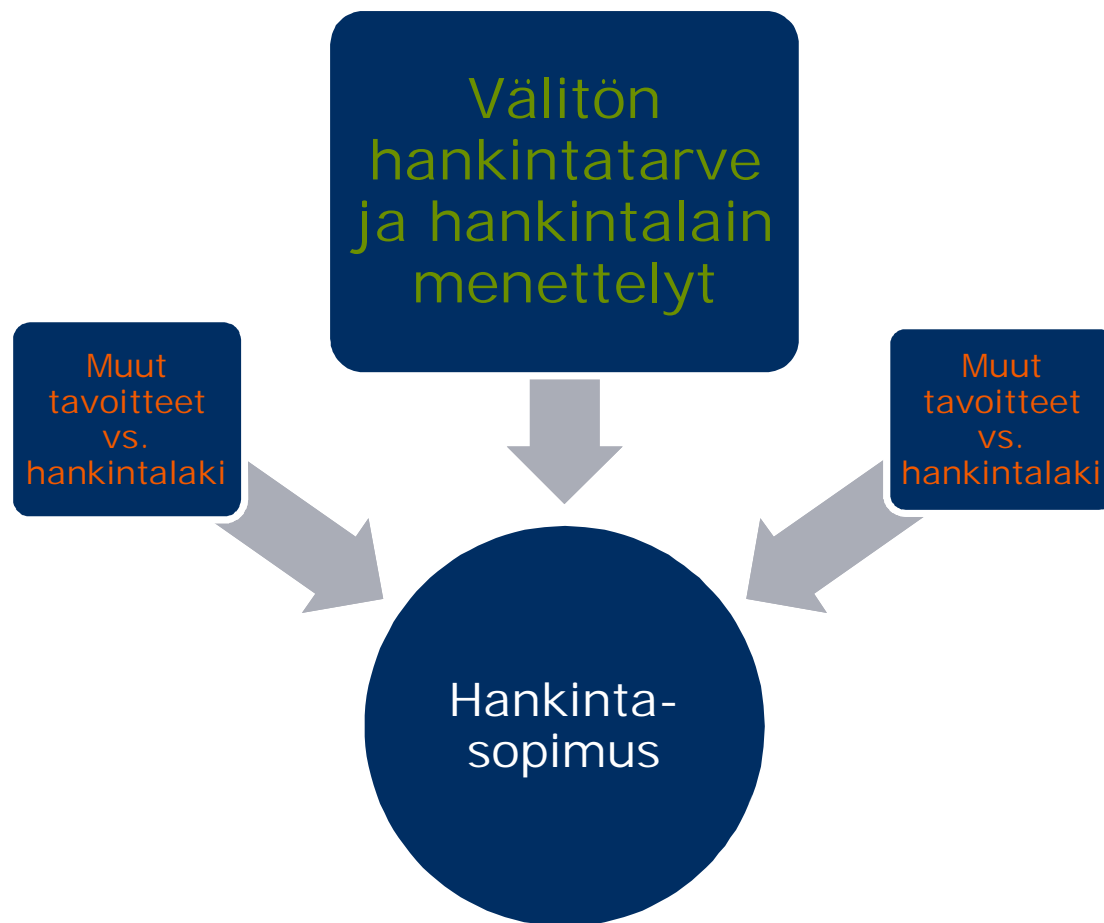 Välitön
hankintatarve
ja hankintalain
menettelyt
Muut
tavoitteet
vs.
hankintalaki
Muut
tavoitteet
vs.
hankintalaki
Hankinta-
sopimus